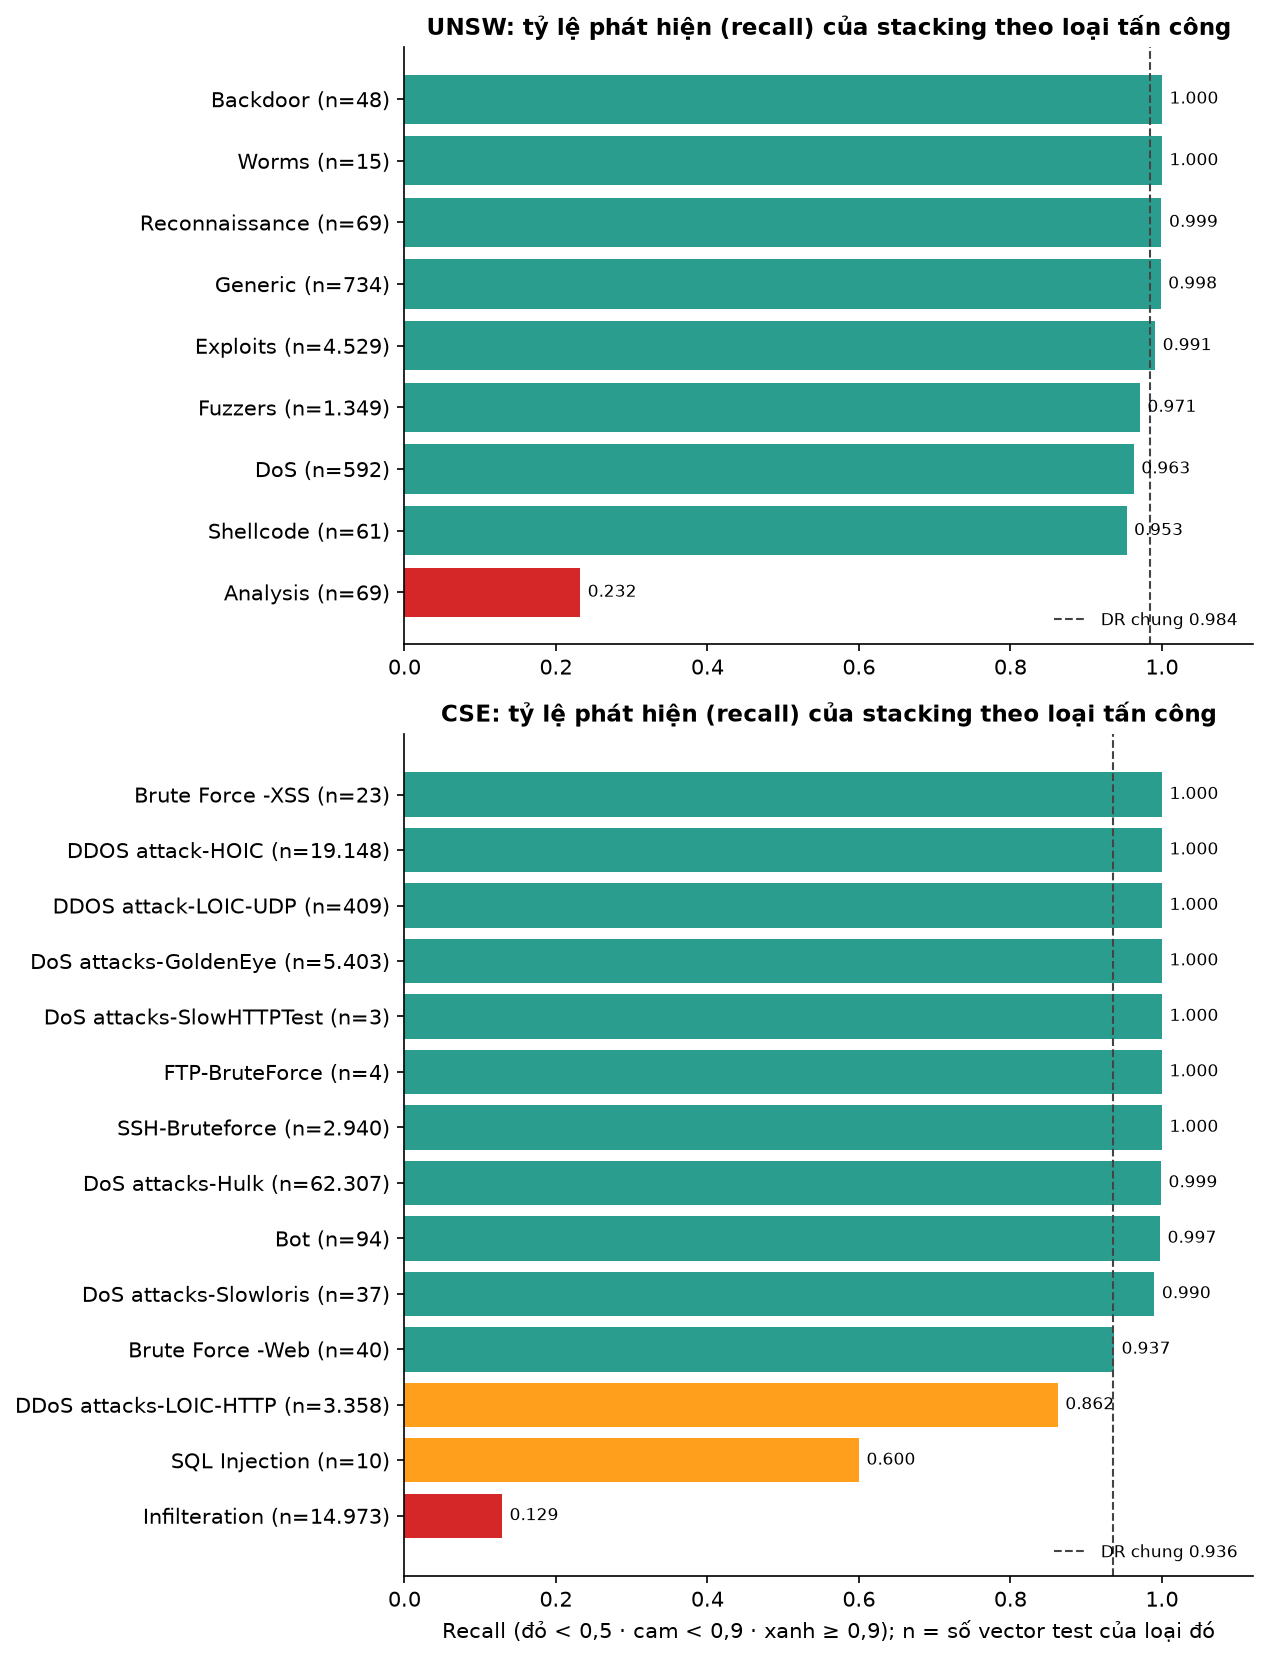 UNSW: tỷ lệ phát hiện (recall) của stacking theo loại tấn công
Backdoor (n=48) 1.000
Worms (n=15) 1.000
Reconnaissance (n=69) 0.999
Generic (n=734) 0.998
Exploits (n=4.529) 0.991
Fuzzers (n=1.349) 0.971
DoS (n=592) 0.963
Shellcode (n=61) 0.953
Analysis (n=69) 0.232
DR chung 0.984
0.0 0.2 0.4 0.6 0.8 1.0
CSE: tỷ lệ phát hiện (recall) của stacking theo loại tấn công
Brute Force -XSS (n=23) 1.000
DDOS attack-HOIC (n=19.148) 1.000
DDOS attack-LOIC-UDP (n=409) 1.000
DoS attacks-GoldenEye (n=5.403) 1.000
DoS attacks-SlowHTTPTest (n=3) 1.000
FTP-BruteForce (n=4) 1.000
SSH-Bruteforce (n=2.940) 1.000
DoS attacks-Hulk (n=62.307) 0.999
Bot (n=94) 0.997
DoS attacks-Slowloris (n=37) 0.990
Brute Force -Web (n=40) 0.937
DDoS attacks-LOIC-HTTP (n=3.358) 0.862
SQL Injection (n=10) 0.600
Infilteration (n=14.973) 0.129
DR chung 0.936
0.0 0.2 0.4 0.6 0.8 1.0
Recall (đỏ < 0,5 · cam < 0,9 · xanh ≥ 0,9); n = số vector test của loại đó